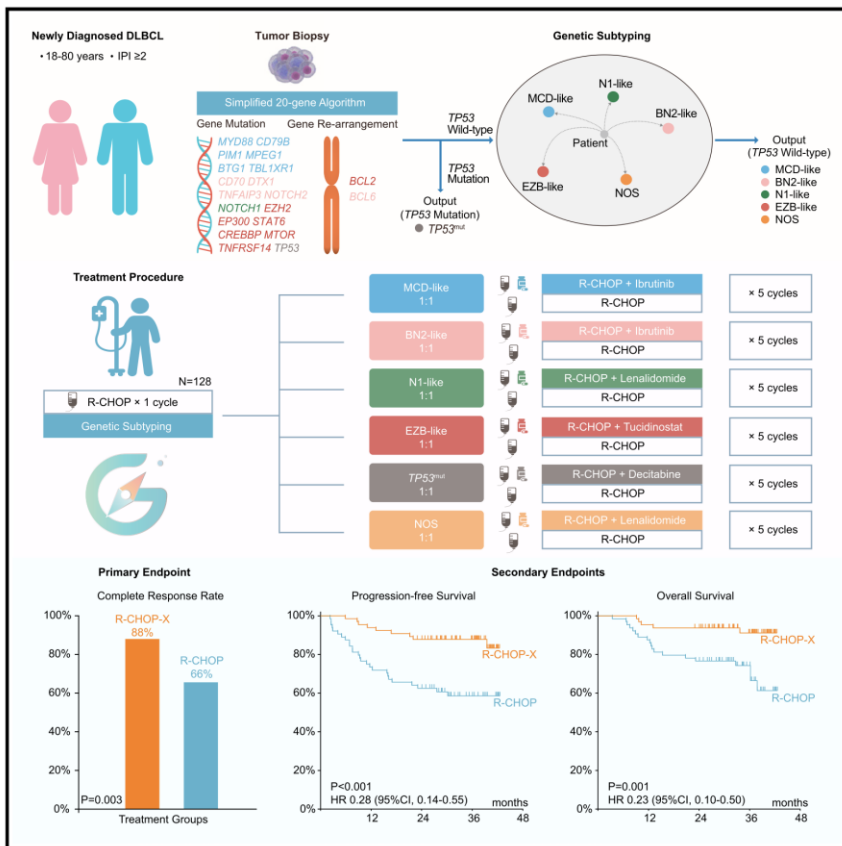 Newly Diagnosed DLBCL
• 18-80 years • IPI ≥2
Tumor Biopsy
Simplified 20-gene Algorithm
Gene Mutation
Gene Re-arrangement
MYD88 CD79B
PIM1 MPEG1
BTG1 TBL1XR1
CD70 DTX1
TNFAIP3 NOTCH2
NOTCH1 EZH2
EP300 STAT6
CREBBP MTOR
TNFRSF14 TP53
BCL2
BCL6
TP53
Wild-type
TP53
Mutation
Output
(TP53 Mutation)
TP53mut
Genetic Subtyping
N1-like
MCD-like
BN2-like
Patient
EZB-like
NOS
Output
(TP53 Wild-type)
MCD-like
BN2-like
N1-like
EZB-like
NOS
Treatment Procedure
N=128
R-CHOP × 1 cycle
Genetic Subtyping
MCD-like
1:1
R-CHOP + Ibrutinib
R-CHOP
× 5 cycles
BN2-like
1:1
R-CHOP + Ibrutinib
R-CHOP
× 5 cycles
N1-like
1:1
R-CHOP + Lenalidomide
R-CHOP
× 5 cycles
EZB-like
1:1
R-CHOP + Tucidinostat
R-CHOP
× 5 cycles
TP53mut
1:1
R-CHOP + Decitabine
R-CHOP
× 5 cycles
NOS
1:1
R-CHOP + Lenalidomide
R-CHOP
× 5 cycles
Primary Endpoint
Complete Response Rate
100%
80%
60%
40%
20%
0%
R-CHOP-X
88%
R-CHOP
66%
P=0.003
Treatment Groups
Secondary Endpoints
Progression-free Survival
100%
80%
60%
40%
20%
0%
R-CHOP-X
R-CHOP
P<0.001
HR 0.28 (95%CI, 0.14-0.55)
months
12
24
36
48
Overall Survival
100%
80%
60%
40%
20%
0%
R-CHOP-X
R-CHOP
P=0.001
HR 0.23 (95%CI, 0.10-0.50)
months
12
24
36
48